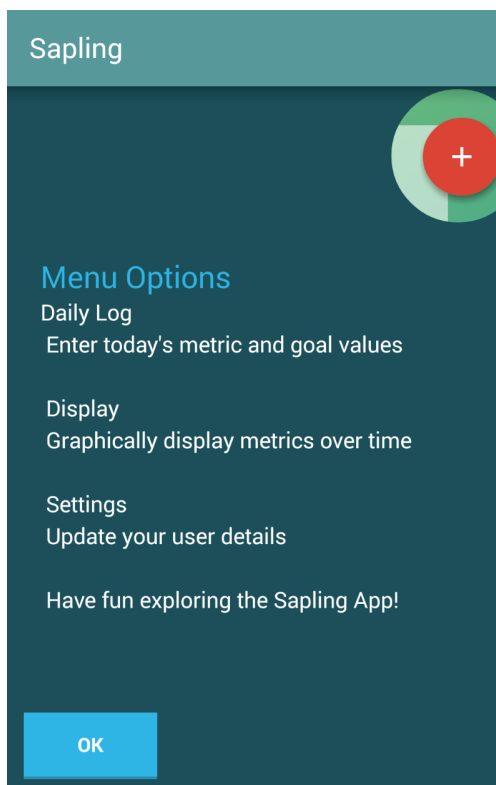 Sapling
+
Menu Options
Daily Log
Enter today's metric and goal values
Display
Graphically display metrics over time
Settings
Update your user details
Have fun exploring the Sapling App!
OK